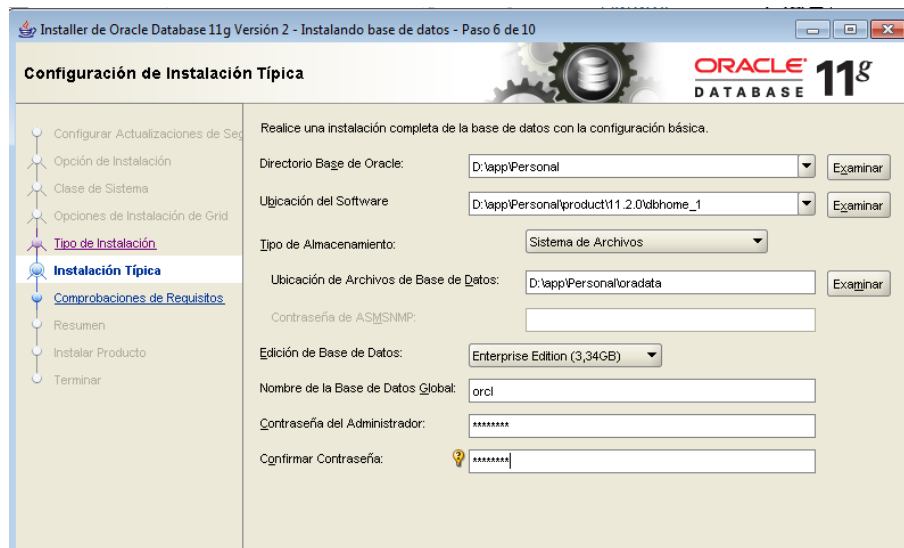 Installer de Oracle Database 11g Versión 2 - Instalando base de datos - Paso 6 de 10
Configuración de Instalación Típica
ORACLE DATABASE 11g
Configurar Actualizaciones de Seg
Opción de Instalación
Clase de Sistema
Opciones de Instalación de Grid
Tipo de Instalación
Instalación Típica
Comprobaciones de Requisitos
Resumen
Instalar Producto
Terminar
Realice una instalación completa de la base de datos con la configuración básica.
Directorio Base de Oracle: D:\app\Personal Examinar
Ubicación del Software D:\app\Personal\product\11.2.0\dbhome_1 Examinar
Tipo de Almacenamiento: Sistema de Archivos
Ubicación de Archivos de Base de Datos: D:\app\Personal\oradata Examinar
Contraseña de ASMSNMP:
Edición de Base de Datos: Enterprise Edition (3,34GB)
Nombre de la Base de Datos Global: orcl
Contraseña del Administrador: ********
Confirmar Contraseña: ********